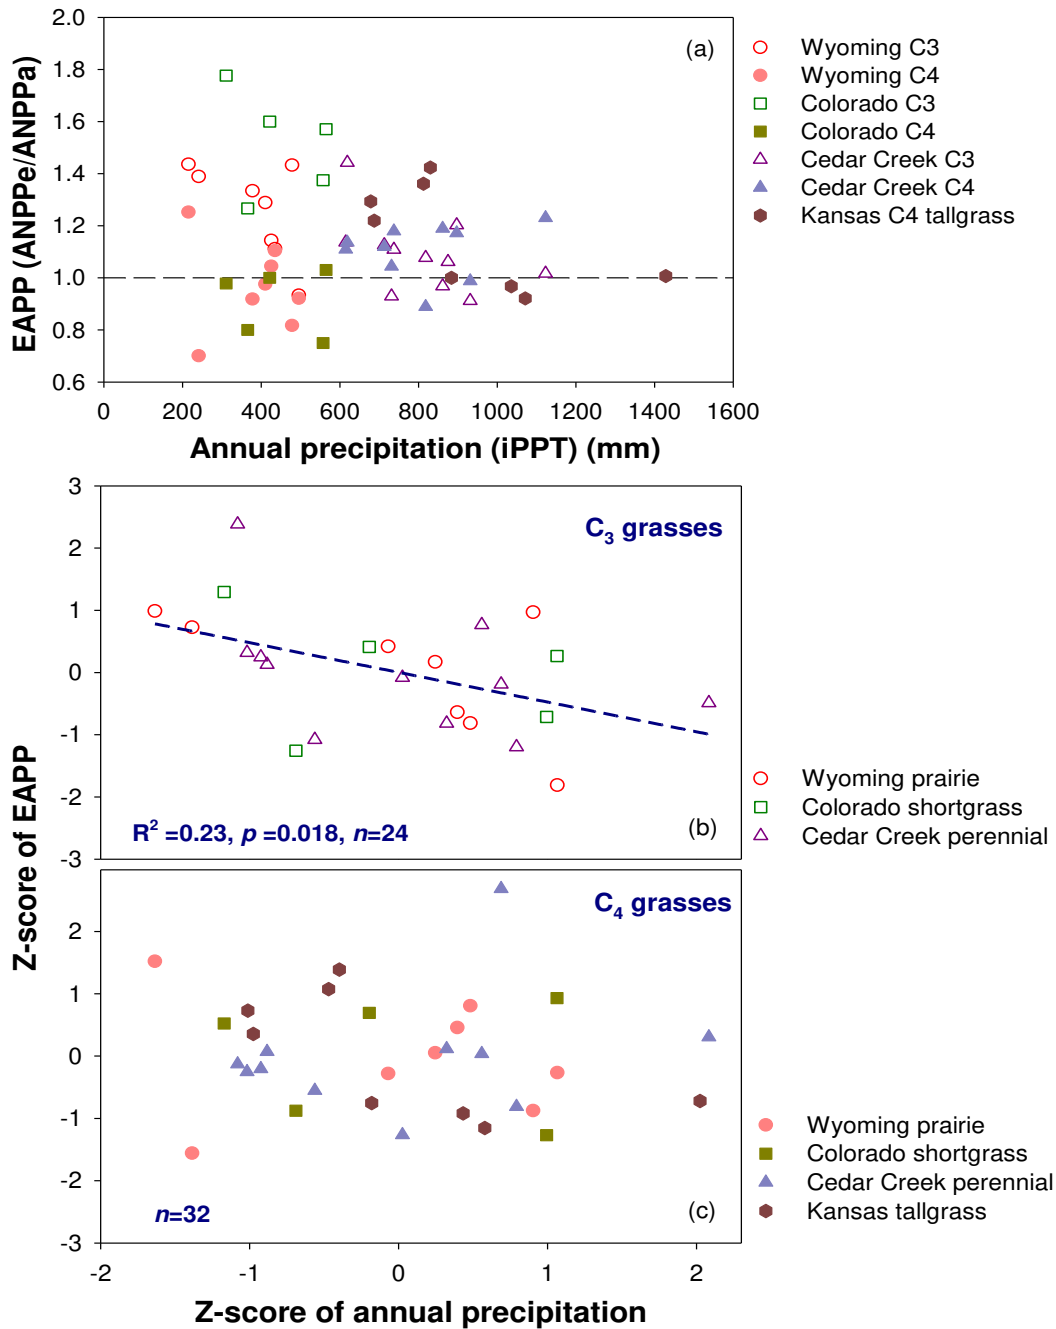 2.0
(a)
1.8
1.6
1.4
1.2
1.0
0.8
0.6
EAPP (ANPPe/ANPPa)
0 200 400 600 800 1000 1200 1400 1600
Annual precipitation (iPPT) (mm)
Wyoming C3
Wyoming C4
Colorado C3
Colorado C4
Cedar Creek C3
Cedar Creek C4
Kansas C4 tallgrass
3
C₃ grasses
2
1
0
-1
-2
R² =0.23, p =0.018, n=24
(b)
-3
Wyoming prairie
Colorado shortgrass
Cedar Creek perennial
Z-score of EAPP
C₄ grasses
2
1
0
-1
-2
n=32
(c)
-3
Wyoming prairie
Colorado shortgrass
Cedar Creek perennial
Kansas tallgrass
-2 -1 0 1 2
Z-score of annual precipitation